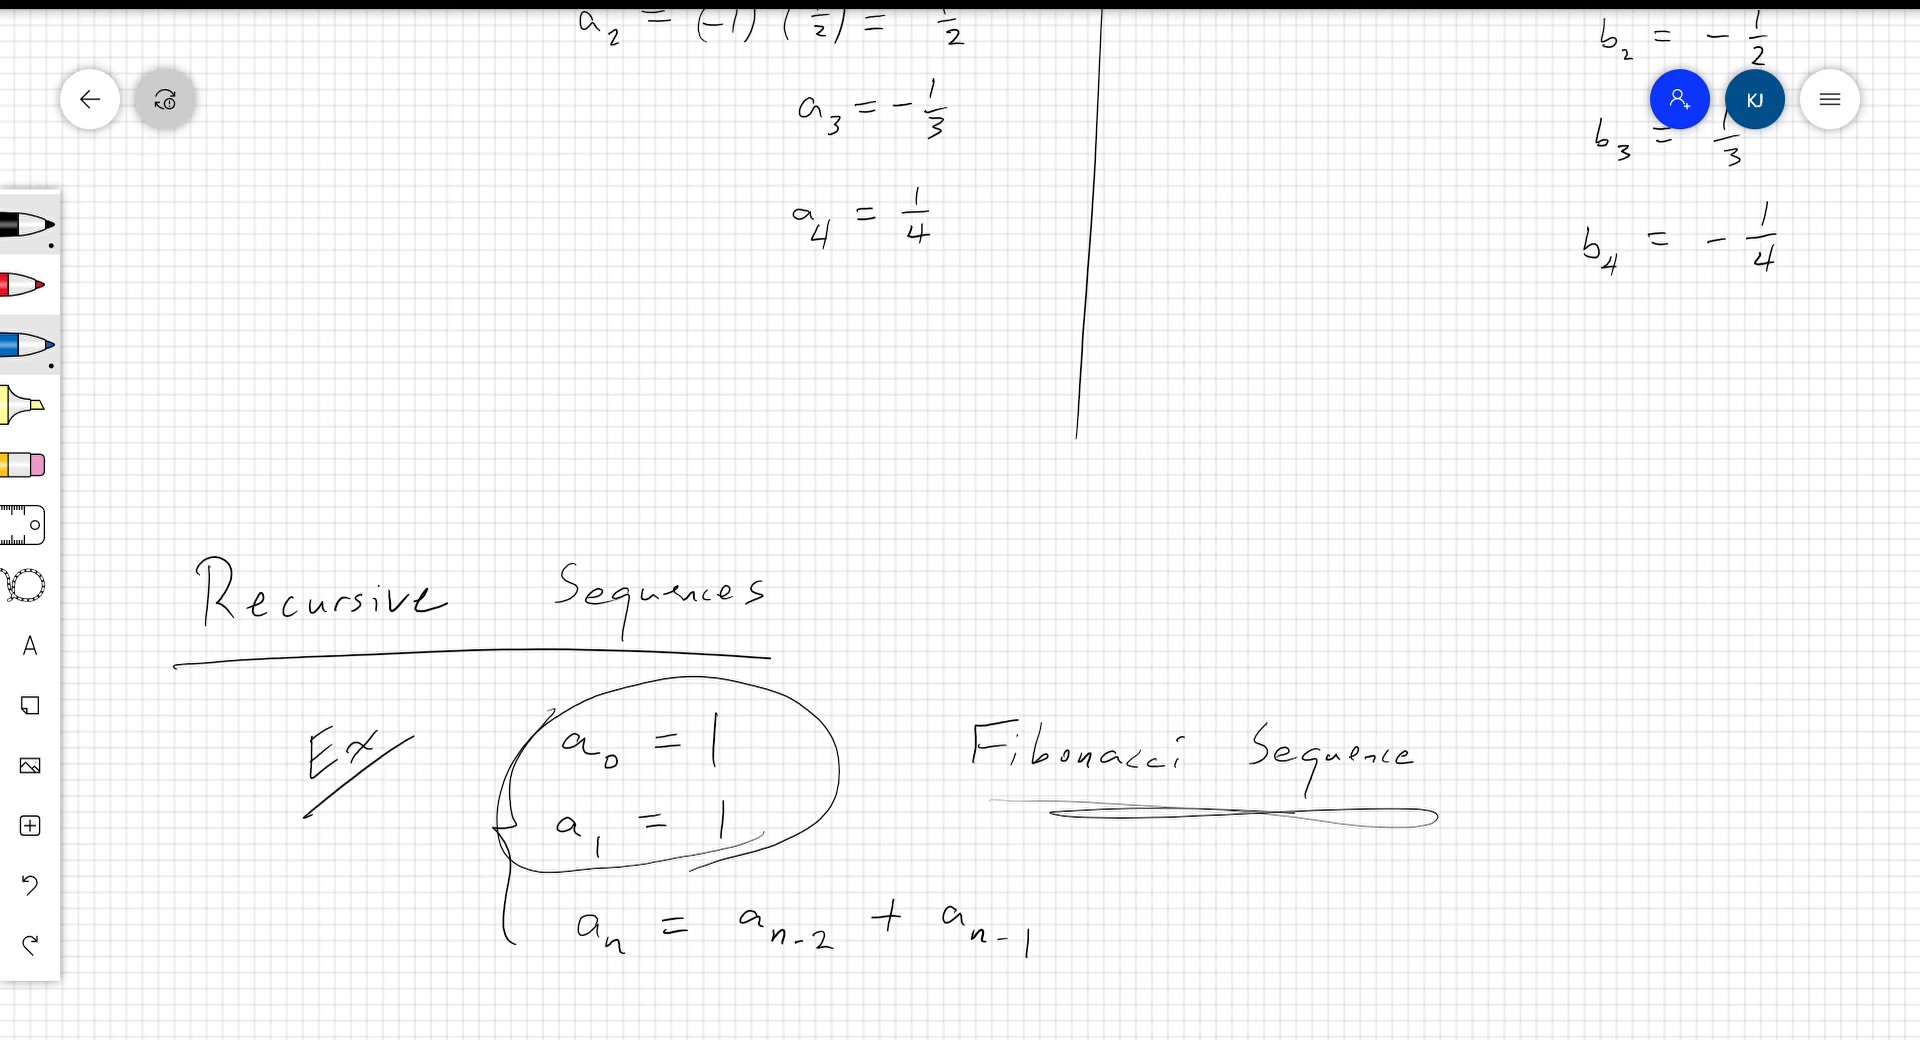 a₂ = (-1) (1/2) = 1/2
a₃ = - 1/3
a₄ = 1/4
b₂ = - 1/2
KJ
b₃ = 1/3
b₄ = - 1/4
A
Recursive Sequences
Ex
a₀ = 1
a₁ = 1
aₙ = aₙ₋₂ + aₙ₋₁
Fibonacci Sequence